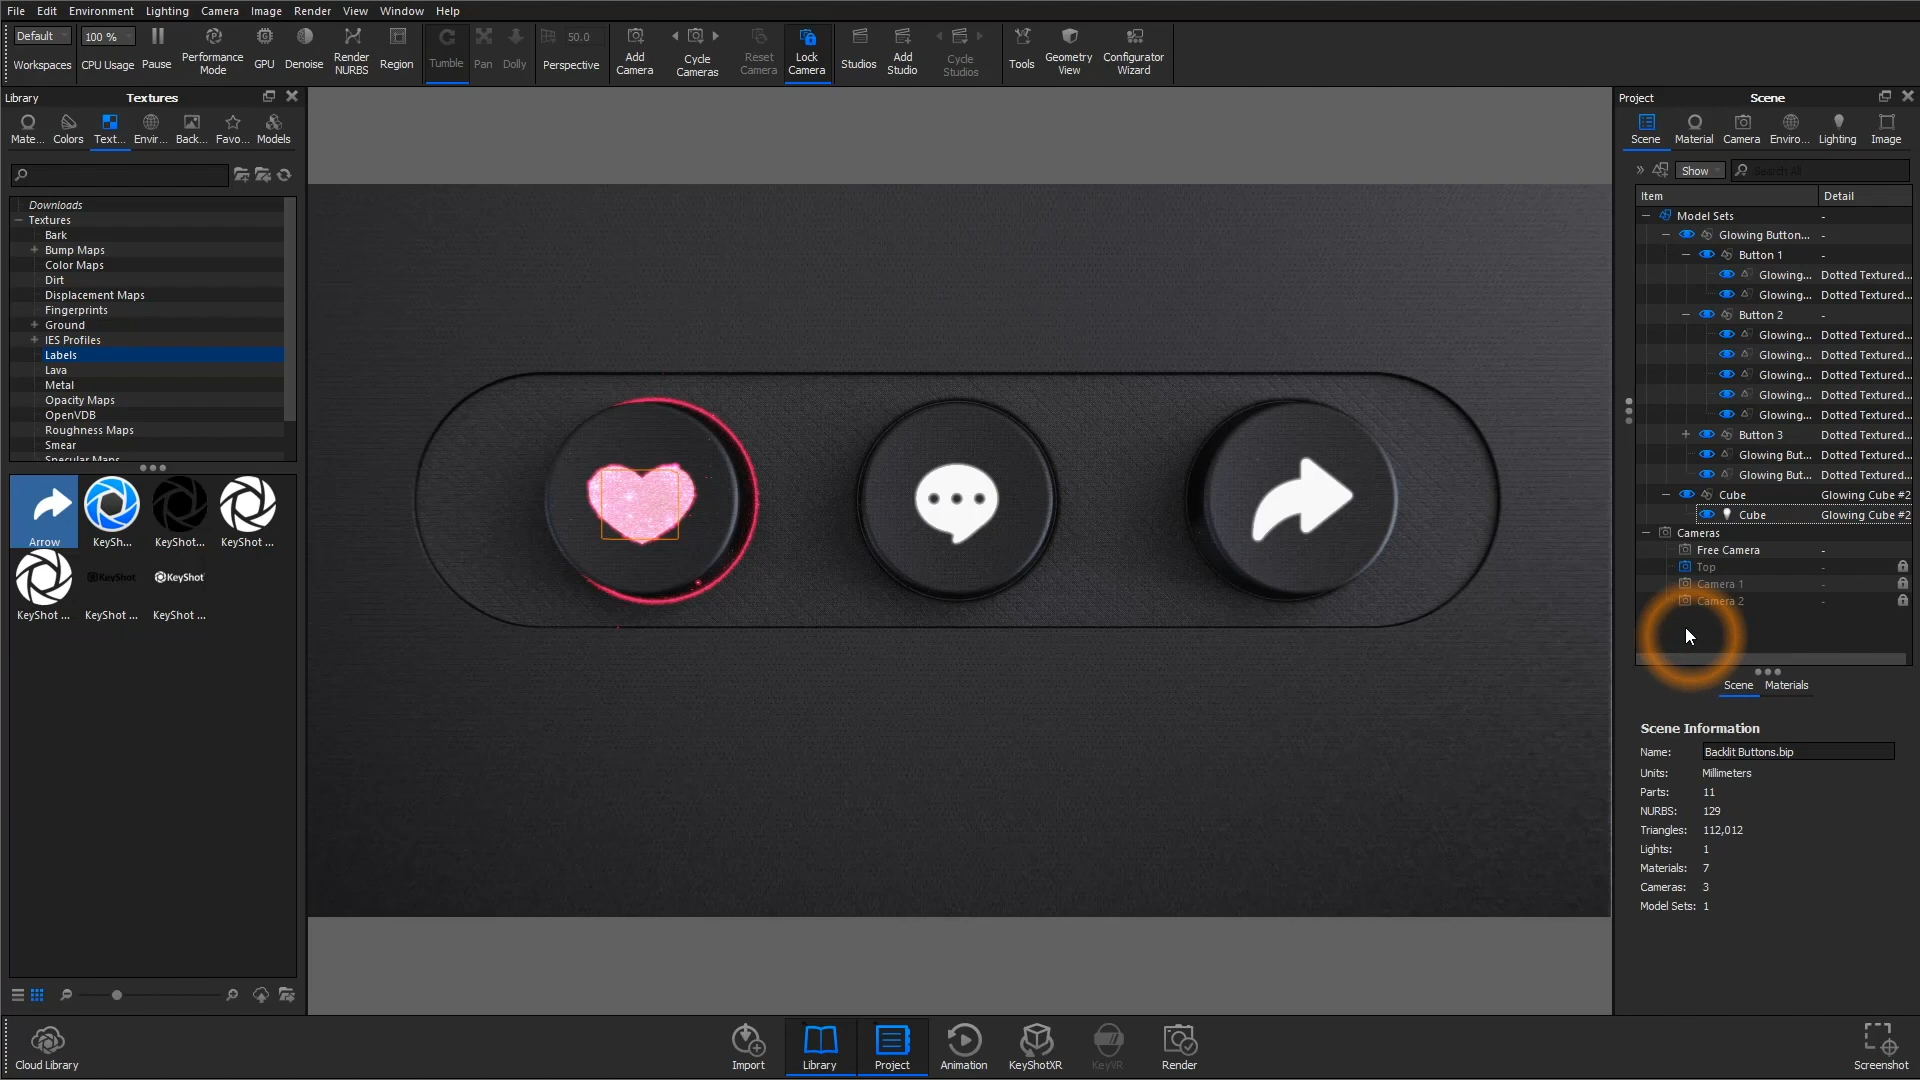 File Edit Environment Lighting Camera Image Render View Window Help
Default
Workspaces
100 %
CPU Usage
Pause
Performance
Mode
GPU
Denoise
Render
NURBS
Region
Tumble
Pan
Dolly
50.0
Perspective
Add
Camera
Cycle
Cameras
Reset
Camera
Lock
Camera
Studios
Add
Studio
Cycle
Studios
Tools
Geometry
View
Configurator
Wizard
Library Textures
Mate... Colors Text... Envir... Back... Favo... Models
Downloads
Textures
Bark
Bump Maps
Color Maps
Dirt
Displacement Maps
Fingerprints
Ground
IES Profiles
Labels
Lava
Metal
Opacity Maps
OpenVDB
Roughness Maps
Smear
Specular Maps
Arrow KeySh... KeyShot... KeyShot ...
KeyShot KeyShot
KeyShot ... KeyShot ... KeyShot ...
Project Scene
Scene Material Camera Enviro... Lighting Image
Show Search All
Item Detail
Model Sets -
Glowing Button... -
Button 1 -
Glowing... Dotted Textured...
Glowing... Dotted Textured...
Button 2 -
Glowing... Dotted Textured...
Glowing... Dotted Textured...
Glowing... Dotted Textured...
Glowing... Dotted Textured...
Glowing... Dotted Textured...
Button 3 Dotted Textured...
Glowing But... Dotted Textured...
Glowing But... Dotted Textured...
Cube Glowing Cube #2
Cube Glowing Cube #2
Cameras
Free Camera -
Top -
Camera 1 -
Camera 2 -
Scene Materials
Scene Information
Name: Backlit Buttons.bip
Units: Millimeters
Parts: 11
NURBS: 129
Triangles: 112,012
Lights: 1
Materials: 7
Cameras: 3
Model Sets: 1
Cloud Library
Import
Library
Project
Animation
KeyShotXR
KeyVR
Render
Screenshot